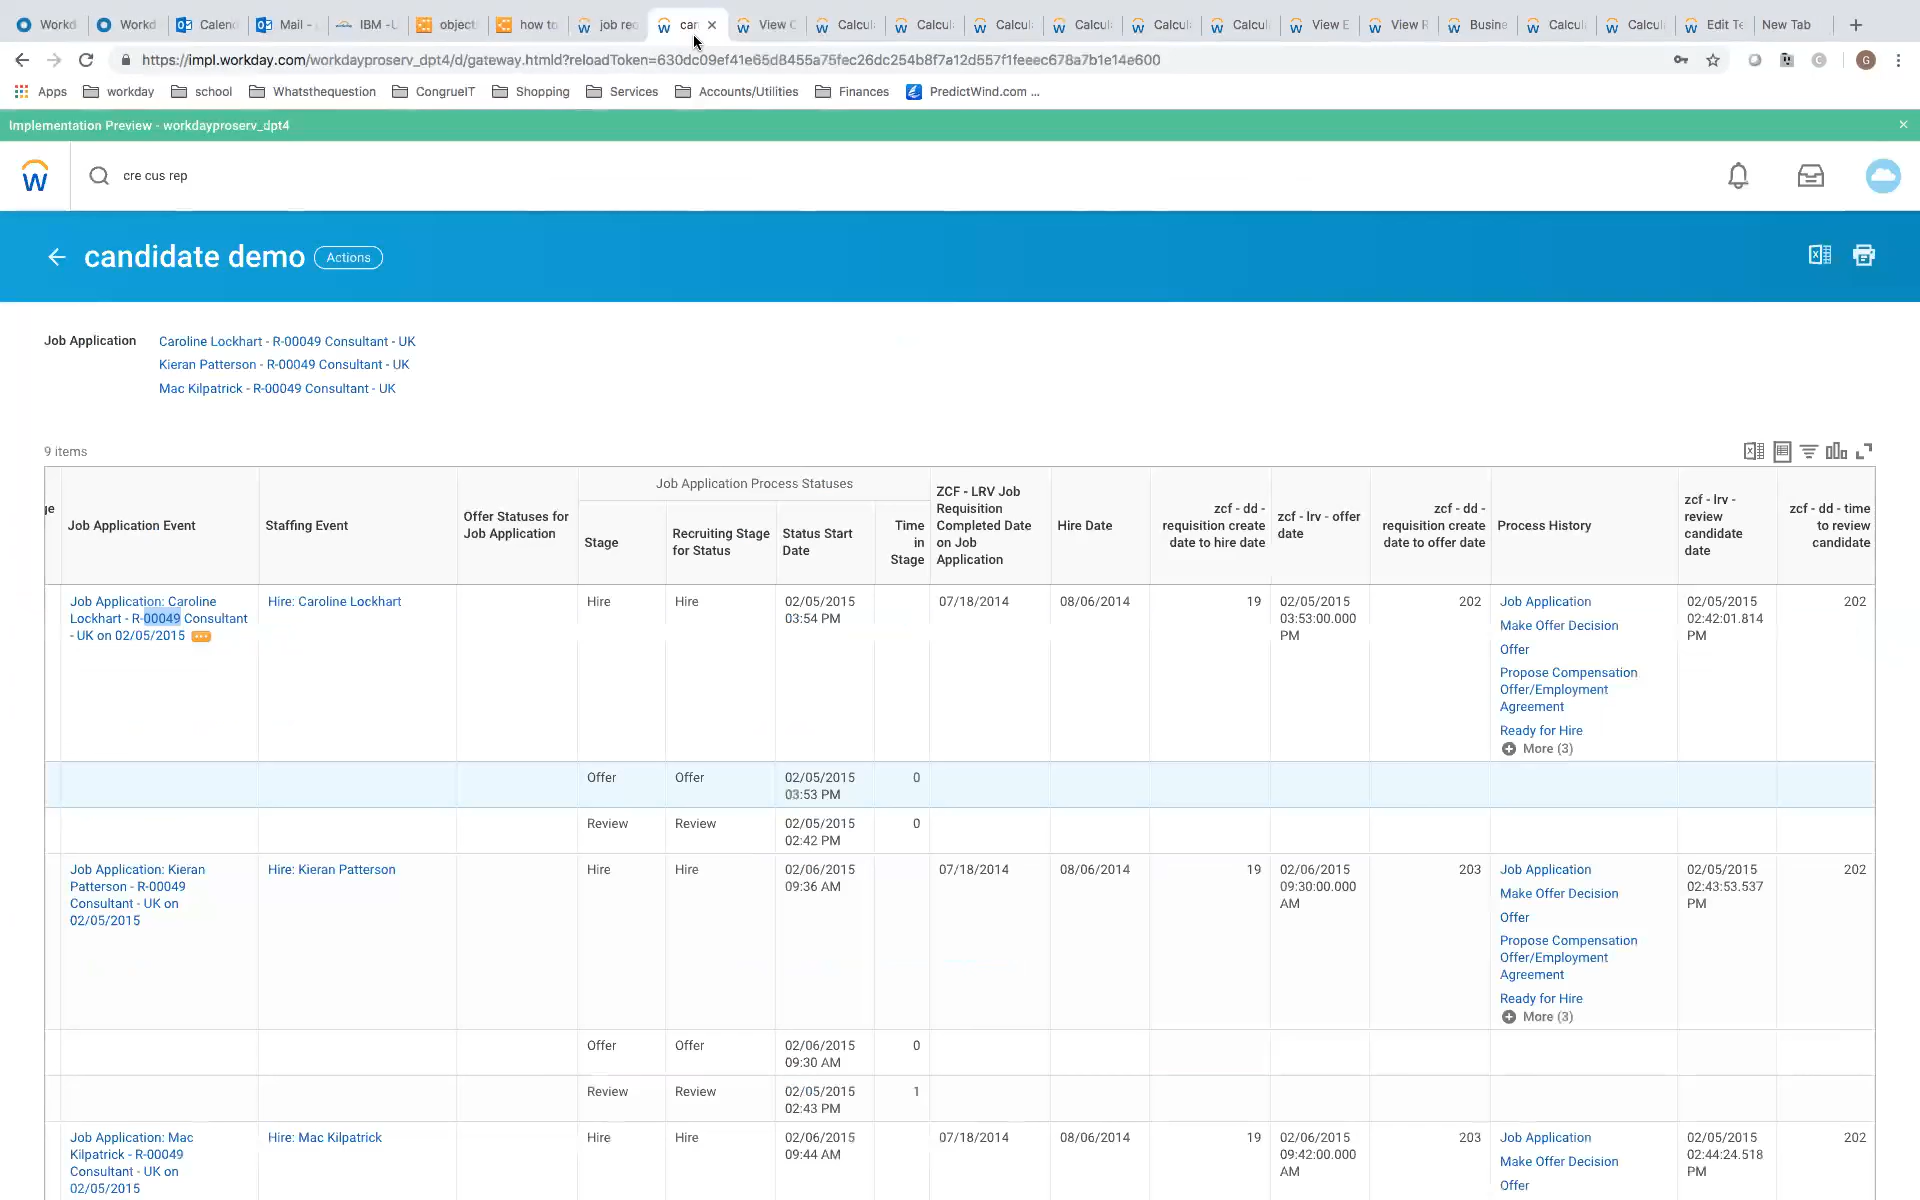 Workd
Workd
Calend
Mail -
IBM - U
object
how to
job rec
can
View C
Calcul
Calcul
Calcul
Calcul
Calcul
Calcul
View E
View R
Busine
Calcul
Calcul
Edit Te
New Tab
https://impl.workday.com/workdayproserv_dpt4/d/gateway.htmld?reloadToken=630dc09ef41e65d8455a75fec26dc254b8f7a12d557f1feeec678a7b1e14e600
G
Apps workday school Whatsthequestion CongrueIT Shopping Services Accounts/Utilities Finances PredictWind.com ...
Implementation Preview - workdayproserv_dpt4
cre cus rep
candidate demo Actions
Job Application
Caroline Lockhart - R-00049 Consultant - UK
Kieran Patterson - R-00049 Consultant - UK
Mac Kilpatrick - R-00049 Consultant - UK
9 items
ge
Job Application Event
Staffing Event
Offer Statuses for
Job Application
Job Application Process Statuses
Stage
Recruiting Stage
for Status
Status Start
Date
Time
in
Stage
ZCF - LRV Job
Requisition
Completed Date
on Job
Application
Hire Date
zcf - dd -
requisition create
date to hire date
zcf - lrv - offer
date
zcf - dd -
requisition create
date to offer date
Process History
zcf - lrv -
review
candidate
date
zcf - dd - time
to review
candidate
Job Application: Caroline
Lockhart - R-00049 Consultant
- UK on 02/05/2015
Hire: Caroline Lockhart
Hire
Hire
02/05/2015
03:54 PM
07/18/2014
08/06/2014
19
02/05/2015
03:53:00.000
PM
202
Job Application
Make Offer Decision
Offer
Propose Compensation
Offer/Employment
Agreement
Ready for Hire
More (3)
02/05/2015
02:42:01.814
PM
202
Offer
Offer
02/05/2015
03:53 PM
0
Review
Review
02/05/2015
02:42 PM
0
Job Application: Kieran
Patterson - R-00049
Consultant - UK on
02/05/2015
Hire: Kieran Patterson
Hire
Hire
02/06/2015
09:36 AM
07/18/2014
08/06/2014
19
02/06/2015
09:30:00.000
AM
203
Job Application
Make Offer Decision
Offer
Propose Compensation
Offer/Employment
Agreement
Ready for Hire
More (3)
02/05/2015
02:43:53.537
PM
202
Offer
Offer
02/06/2015
09:30 AM
0
Review
Review
02/05/2015
02:43 PM
1
Job Application: Mac
Kilpatrick - R-00049
Consultant - UK on
02/05/2015
Hire: Mac Kilpatrick
Hire
Hire
02/06/2015
09:44 AM
07/18/2014
08/06/2014
19
02/06/2015
09:42:00.000
AM
203
Job Application
Make Offer Decision
Offer
02/05/2015
02:44:24.518
PM
202